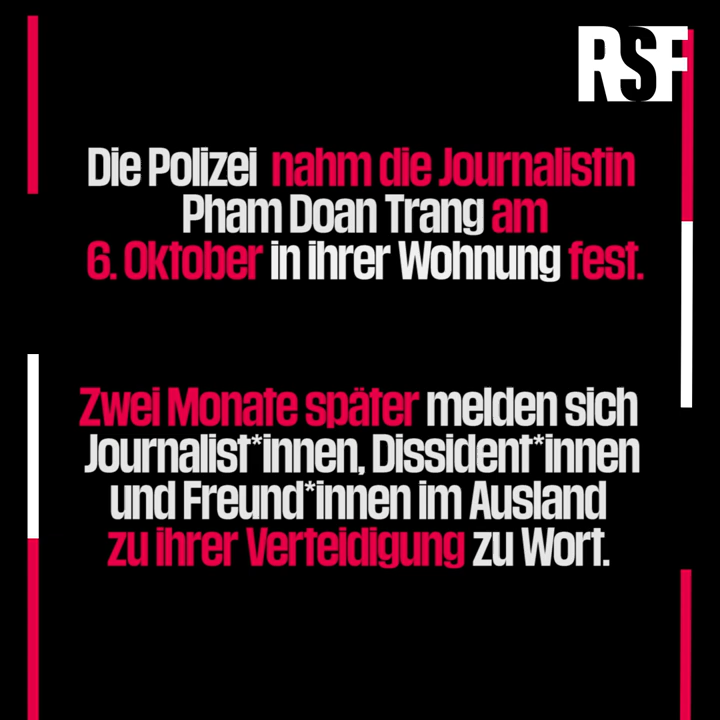 RSF
Die Polizei nahm die Journalistin
Pham Doan Trang am
6. Oktober in ihrer Wohnung fest.
Zwei Monate später melden sich
Journalist*innen, Dissident*innen
und Freund*innen im Ausland
zu ihrer Verteidigung zu Wort.